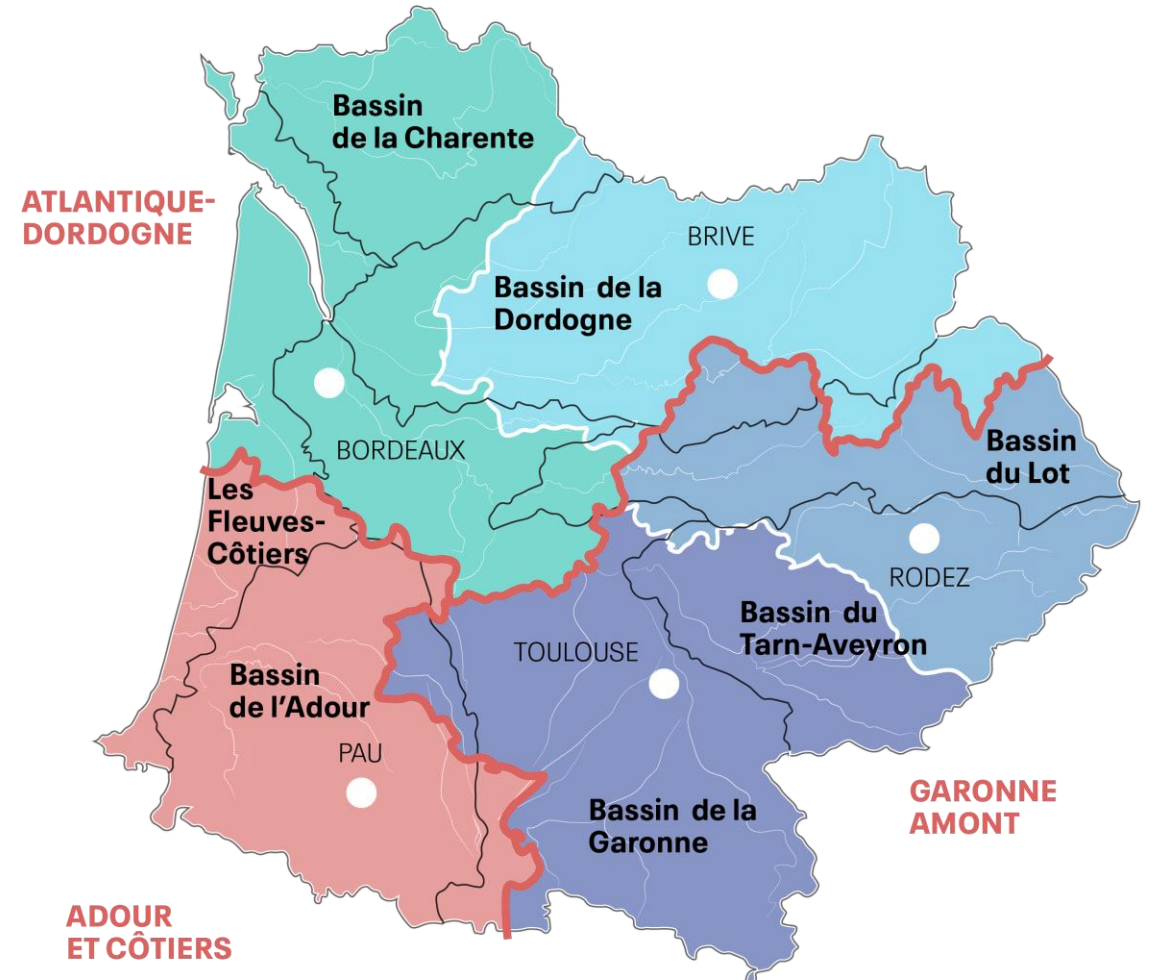 Bassin
de la Charente
ATLANTIQUE-
DORDOGNE
BRIVE
Bassin de la
Dordogne
BORDEAUX
Bassin
du Lot
Les
Fleuves-
Côtiers
RODEZ
Bassin du
Tarn-Aveyron
TOULOUSE
Bassin
de l'Adour
PAU
GARONNE
AMONT
Bassin de la
Garonne
ADOUR
ET CÔTIERS